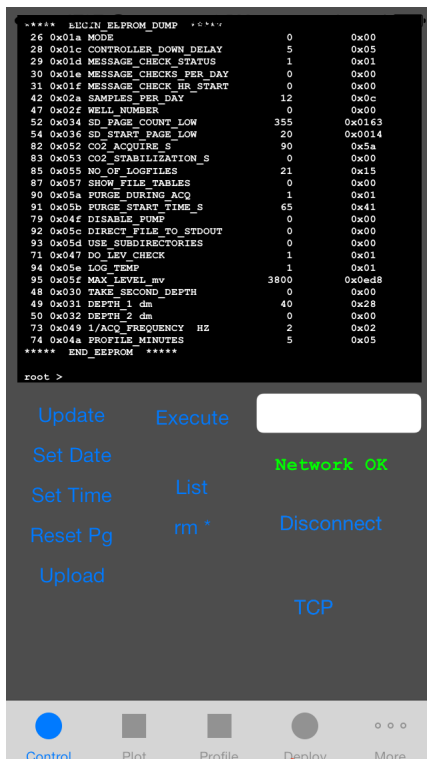 ***** BEGIN_EEPROM_DUMP *****
26 0x01a MODE 0 0x00
28 0x01c CONTROLLER_DOWN_DELAY 5 0x05
29 0x01d MESSAGE_CHECK_STATUS 1 0x01
30 0x01e MESSAGE_CHECKS_PER_DAY 0 0x00
31 0x01f MESSAGE_CHECK_HR_START 0 0x00
42 0x02a SAMPLES_PER_DAY 12 0x0c
47 0x02f WELL_NUMBER 0 0x00
52 0x034 SD_PAGE_COUNT_LOW 355 0x0163
54 0x036 SD_START_PAGE_LOW 20 0x0014
82 0x052 CO2_ACQUIRE_S 90 0x5a
83 0x053 CO2_STABILIZATION_S 0 0x00
85 0x055 NO_OF_LOGFILES 21 0x15
87 0x057 SHOW_FILE_TABLES 0 0x00
90 0x05a PURGE_DURING_ACQ 1 0x01
91 0x05b PURGE_START_TIME_S 65 0x41
79 0x04f DISABLE_PUMP 0 0x00
92 0x05c DIRECT_FILE_TO_STDOUT 0 0x00
93 0x05d USE_SUBDIRECTORIES 0 0x00
71 0x047 DO_LEV_CHECK 1 0x01
94 0x05e LOG_TEMP 1 0x01
95 0x05f MAX_LEVEL_mv 3800 0x0ed8
48 0x030 TAKE_SECOND_DEPTH 0 0x00
49 0x031 DEPTH_1 dm 40 0x28
50 0x032 DEPTH_2 dm 0 0x00
73 0x049 1/ACQ_FREQUENCY HZ 2 0x02
74 0x04a PROFILE_MINUTES 5 0x05
***** END_EEPROM *****
root >
Update Execute
Set Date
Network OK
Set Time List
Reset Pg rm * Disconnect
Upload
TCP
Control Plot Profile Deploy More